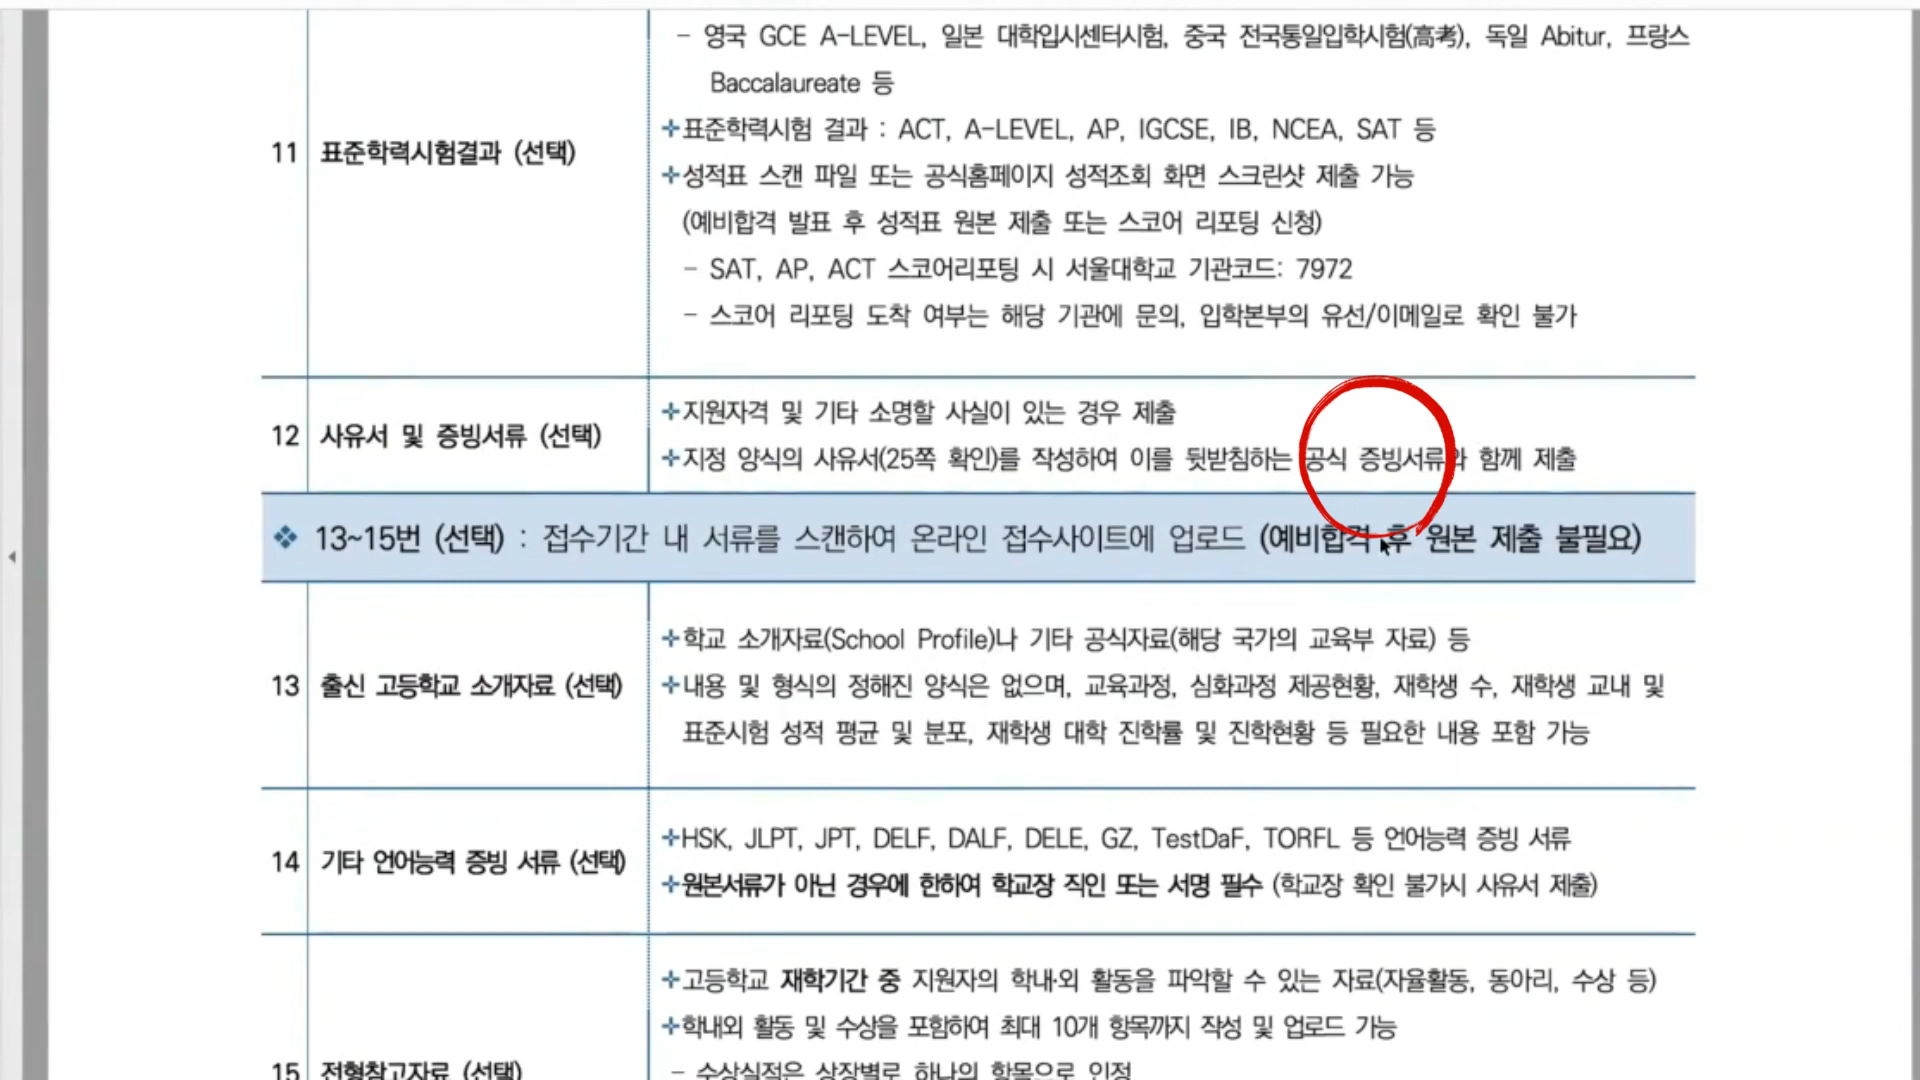 - 영국 GCE A-LEVEL, 일본 대학입시센터시험, 중국 전국통일입학시험(高考), 독일 Abitur, 프랑스
Baccalaureate 등
11 표준학력시험결과 (선택)
✢표준학력시험 결과 : ACT, A-LEVEL, AP, IGCSE, IB, NCEA, SAT 등
✢성적표 스캔 파일 또는 공식홈페이지 성적조회 화면 스크린샷 제출 가능
(예비합격 발표 후 성적표 원본 제출 또는 스코어 리포팅 신청)
- SAT, AP, ACT 스코어리포팅 시 서울대학교 기관코드: 7972
- 스코어 리포팅 도착 여부는 해당 기관에 문의, 입학본부의 유선/이메일로 확인 불가
12 사유서 및 증빙서류 (선택)
✢지원자격 및 기타 소명할 사실이 있는 경우 제출
✢지정 양식의 사유서(25쪽 확인)를 작성하여 이를 뒷받침하는 공식 증빙서류와 함께 제출
❖ 13~15번 (선택) : 접수기간 내 서류를 스캔하여 온라인 접수사이트에 업로드 (예비합격 후 원본 제출 불필요)
13 출신 고등학교 소개자료 (선택)
✢학교 소개자료(School Profile)나 기타 공식자료(해당 국가의 교육부 자료) 등
✢내용 및 형식의 정해진 양식은 없으며, 교육과정, 심화과정 제공현황, 재학생 수, 재학생 교내 및
표준시험 성적 평균 및 분포, 재학생 대학 진학률 및 진학현황 등 필요한 내용 포함 가능
14 기타 언어능력 증빙 서류 (선택)
✢HSK, JLPT, JPT, DELF, DALF, DELE, GZ, TestDaF, TORFL 등 언어능력 증빙 서류
✢원본서류가 아닌 경우에 한하여 학교장 직인 또는 서명 필수 (학교장 확인 불가시 사유서 제출)
15 전형참고자료 (선택)
✢고등학교 재학기간 중 지원자의 학내·외 활동을 파악할 수 있는 자료(자율활동, 동아리, 수상 등)
✢학내외 활동 및 수상을 포함하여 최대 10개 항목까지 작성 및 업로드 가능
- 수상실적은 상장별로 하나의 항목으로 인정